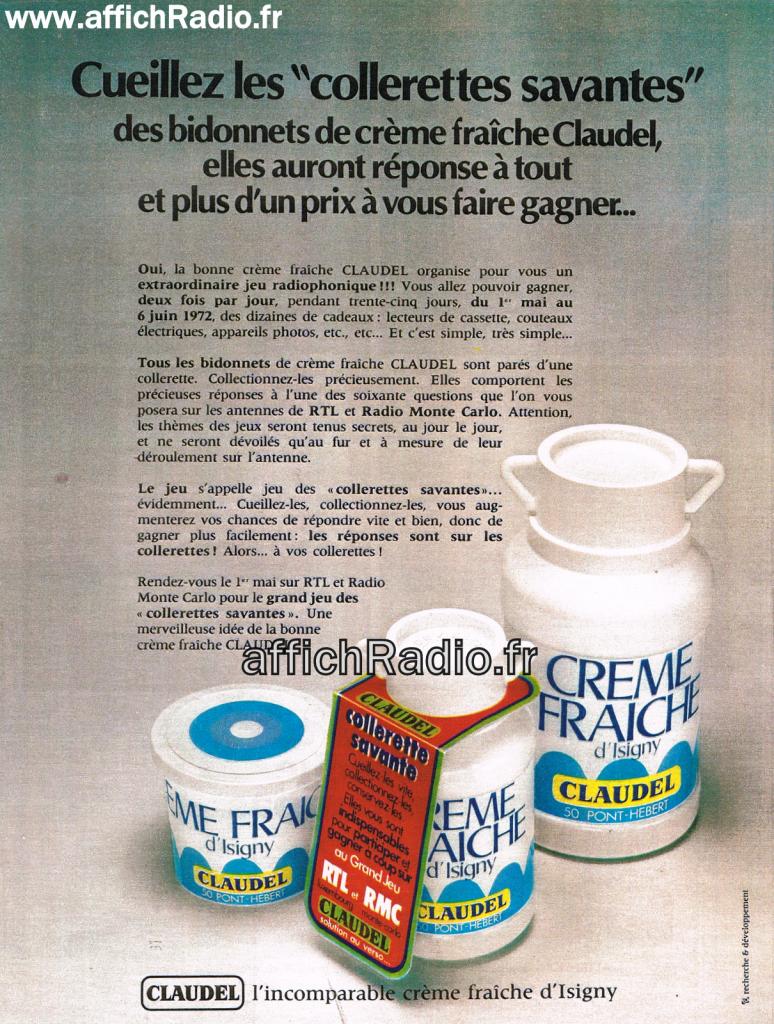 www.affichRadio.fr
Cueillez les "collerettes savantes"
des bidonnets de crème fraîche Claudel,
elles auront réponse à tout
et plus d'un prix à vous faire gagner...
Oui, la bonne crème fraîche CLAUDEL organise pour vous un
extraordinaire jeu radiophonique!!! Vous allez pouvoir gagner,
deux fois par jour, pendant trente-cinq jours, du 1er mai au
6 juin 1972, des dizaines de cadeaux : lecteurs de cassette, couteaux
électriques, appareils photos, etc., etc... Et c'est simple, très simple...
Tous les bidonnets de crème fraîche CLAUDEL sont parés d'une
collerette. Collectionnez-les précieusement. Elles comportent les
précieuses réponses à l'une des soixante questions que l'on vous
posera sur les antennes de RTL et Radio Monte Carlo. Attention,
les thèmes des jeux seront tenus secrets, au jour le jour,
et ne seront dévoilés qu'au fur et à mesure de leur
déroulement sur l'antenne.
Le jeu s'appelle jeu des « collerettes savantes »...
évidemment... Cueillez-les, collectionnez-les, vous aug-
menterez vos chances de répondre vite et bien, donc de
gagner plus facilement : les réponses sont sur les
collerettes! Alors... à vos collerettes !
Rendez-vous le 1er mai sur RTL et Radio
Monte Carlo pour le grand jeu des
« collerettes savantes ». Une
merveilleuse idée de la bonne
crème fraîche CLAUDEL
affichRadio.fr
CREME
FRAICHE
d'Isigny
CLAUDEL
50 PONT-HEBERT
CLAUDEL
collerette
savante
Cueillez-les vite,
collectionnez-les,
conservez-les
Elles vous sont
indispensables
pour participer et
gagner à coup sûr
au Grand Jeu
RTL et RMC
luxembourg monte-carlo
CLAUDEL
solution au verso...
REME
AICHE
d'Isigny
CLAUDEL
50 PONT-HEBERT
EME FRAIC
d'Isigny
CLAUDEL
50 PONT-HEBERT
CLAUDEL l'incomparable crème fraîche d'Isigny
recherche & développement